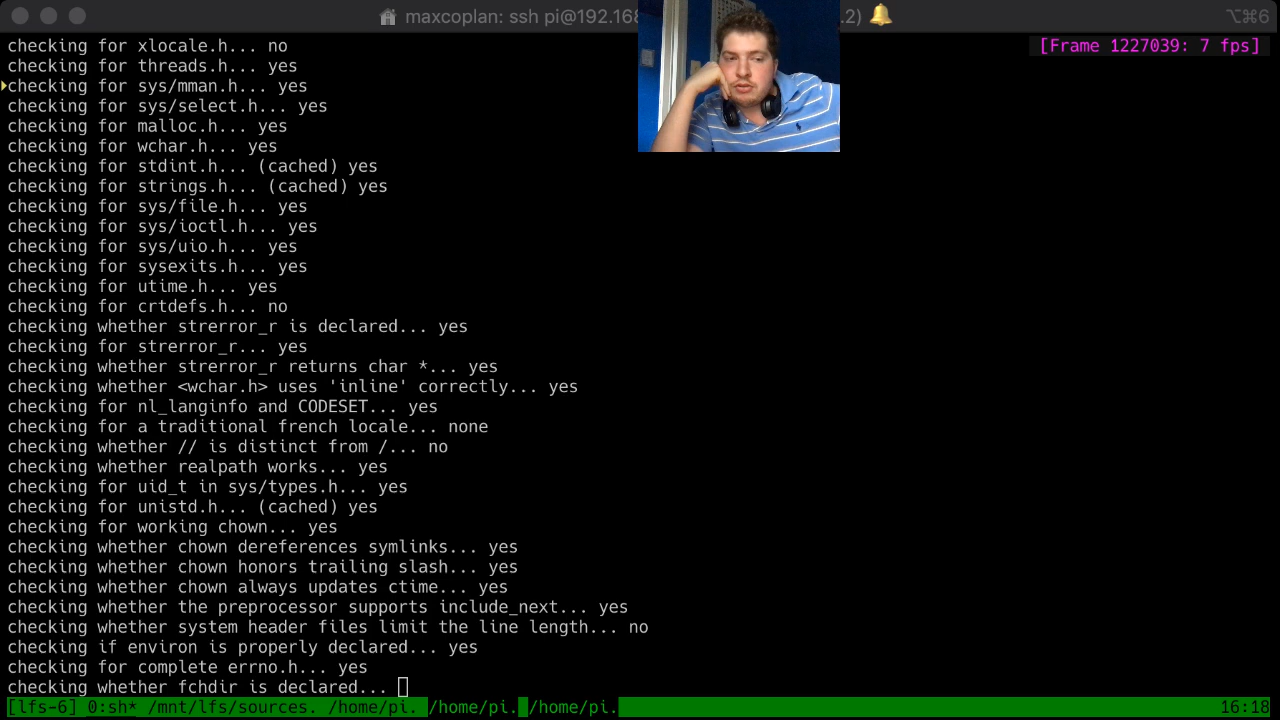 maxcoplan: ssh pi@192.168 .2)
⌥⌘6
[Frame 1227039: 7 fps]
checking for xlocale.h... no
checking for threads.h... yes
checking for sys/mman.h... yes
checking for sys/select.h... yes
checking for malloc.h... yes
checking for wchar.h... yes
checking for stdint.h... (cached) yes
checking for strings.h... (cached) yes
checking for sys/file.h... yes
checking for sys/ioctl.h... yes
checking for sys/uio.h... yes
checking for sysexits.h... yes
checking for utime.h... yes
checking for crtdefs.h... no
checking whether strerror_r is declared... yes
checking for strerror_r... yes
checking whether strerror_r returns char *... yes
checking whether <wchar.h> uses 'inline' correctly... yes
checking for nl_langinfo and CODESET... yes
checking for a traditional french locale... none
checking whether // is distinct from /... no
checking whether realpath works... yes
checking for uid_t in sys/types.h... yes
checking for unistd.h... (cached) yes
checking for working chown... yes
checking whether chown dereferences symlinks... yes
checking whether chown honors trailing slash... yes
checking whether chown always updates ctime... yes
checking whether the preprocessor supports include_next... yes
checking whether system header files limit the line length... no
checking if environ is properly declared... yes
checking for complete errno.h... yes
checking whether fchdir is declared...
[lfs-6] 0:sh* /mnt/lfs/sources. /home/pi. /home/pi. /home/pi. 16:18